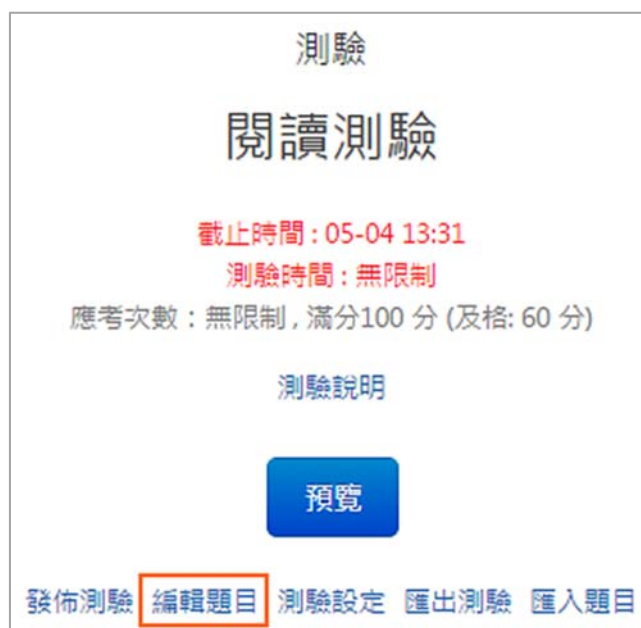 測驗
閱讀測驗
截止時間 : 05-04 13:31
測驗時間 : 無限制
應考次數 : 無限制 , 滿分100 分 (及格: 60 分)
測驗說明
預覽
發佈測驗 編輯題目 測驗設定 匯出測驗 匯入題目